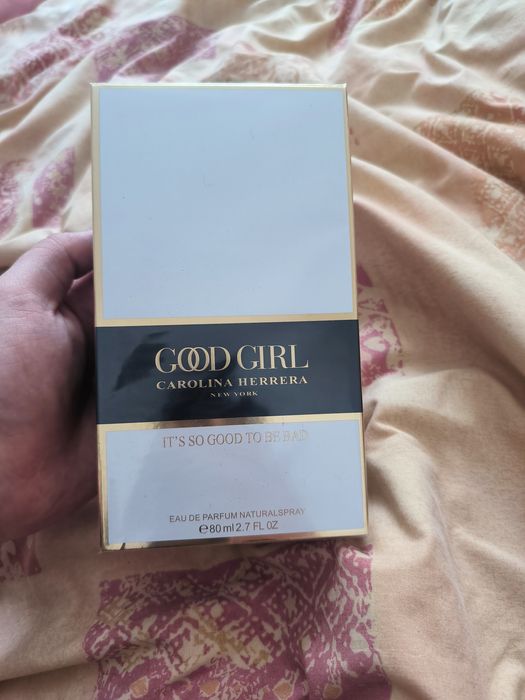 GOOD GIRL
CAROLINA HERRERA
NEW YORK
IT'S SO GOOD TO BE BAD
EAU DE PARFUM NATURALSPRAY
℮80 ml 2.7 FL 0Z